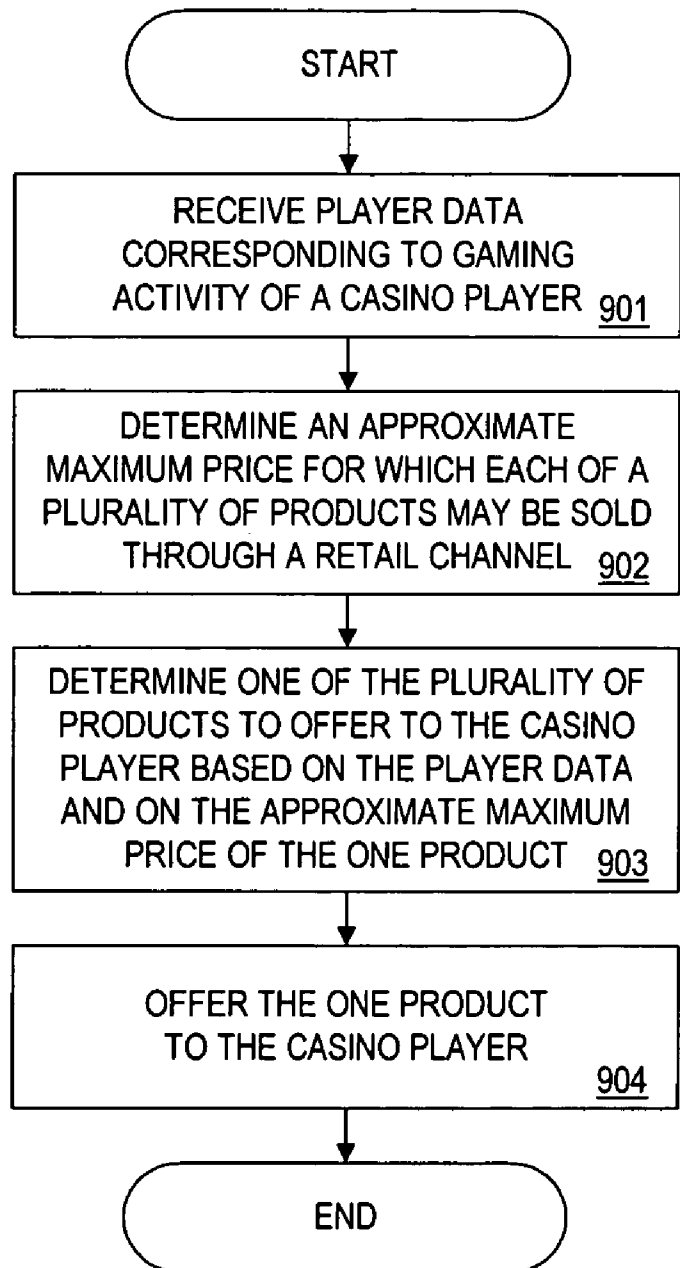 START
RECEIVE PLAYER DATA
CORRESPONDING TO GAMING
ACTIVITY OF A CASINO PLAYER 901
DETERMINE AN APPROXIMATE
MAXIMUM PRICE FOR WHICH EACH OF A
PLURALITY OF PRODUCTS MAY BE SOLD
THROUGH A RETAIL CHANNEL 902
DETERMINE ONE OF THE PLURALITY OF
PRODUCTS TO OFFER TO THE CASINO
PLAYER BASED ON THE PLAYER DATA
AND ON THE APPROXIMATE MAXIMUM
PRICE OF THE ONE PRODUCT 903
OFFER THE ONE PRODUCT
TO THE CASINO PLAYER
904
END